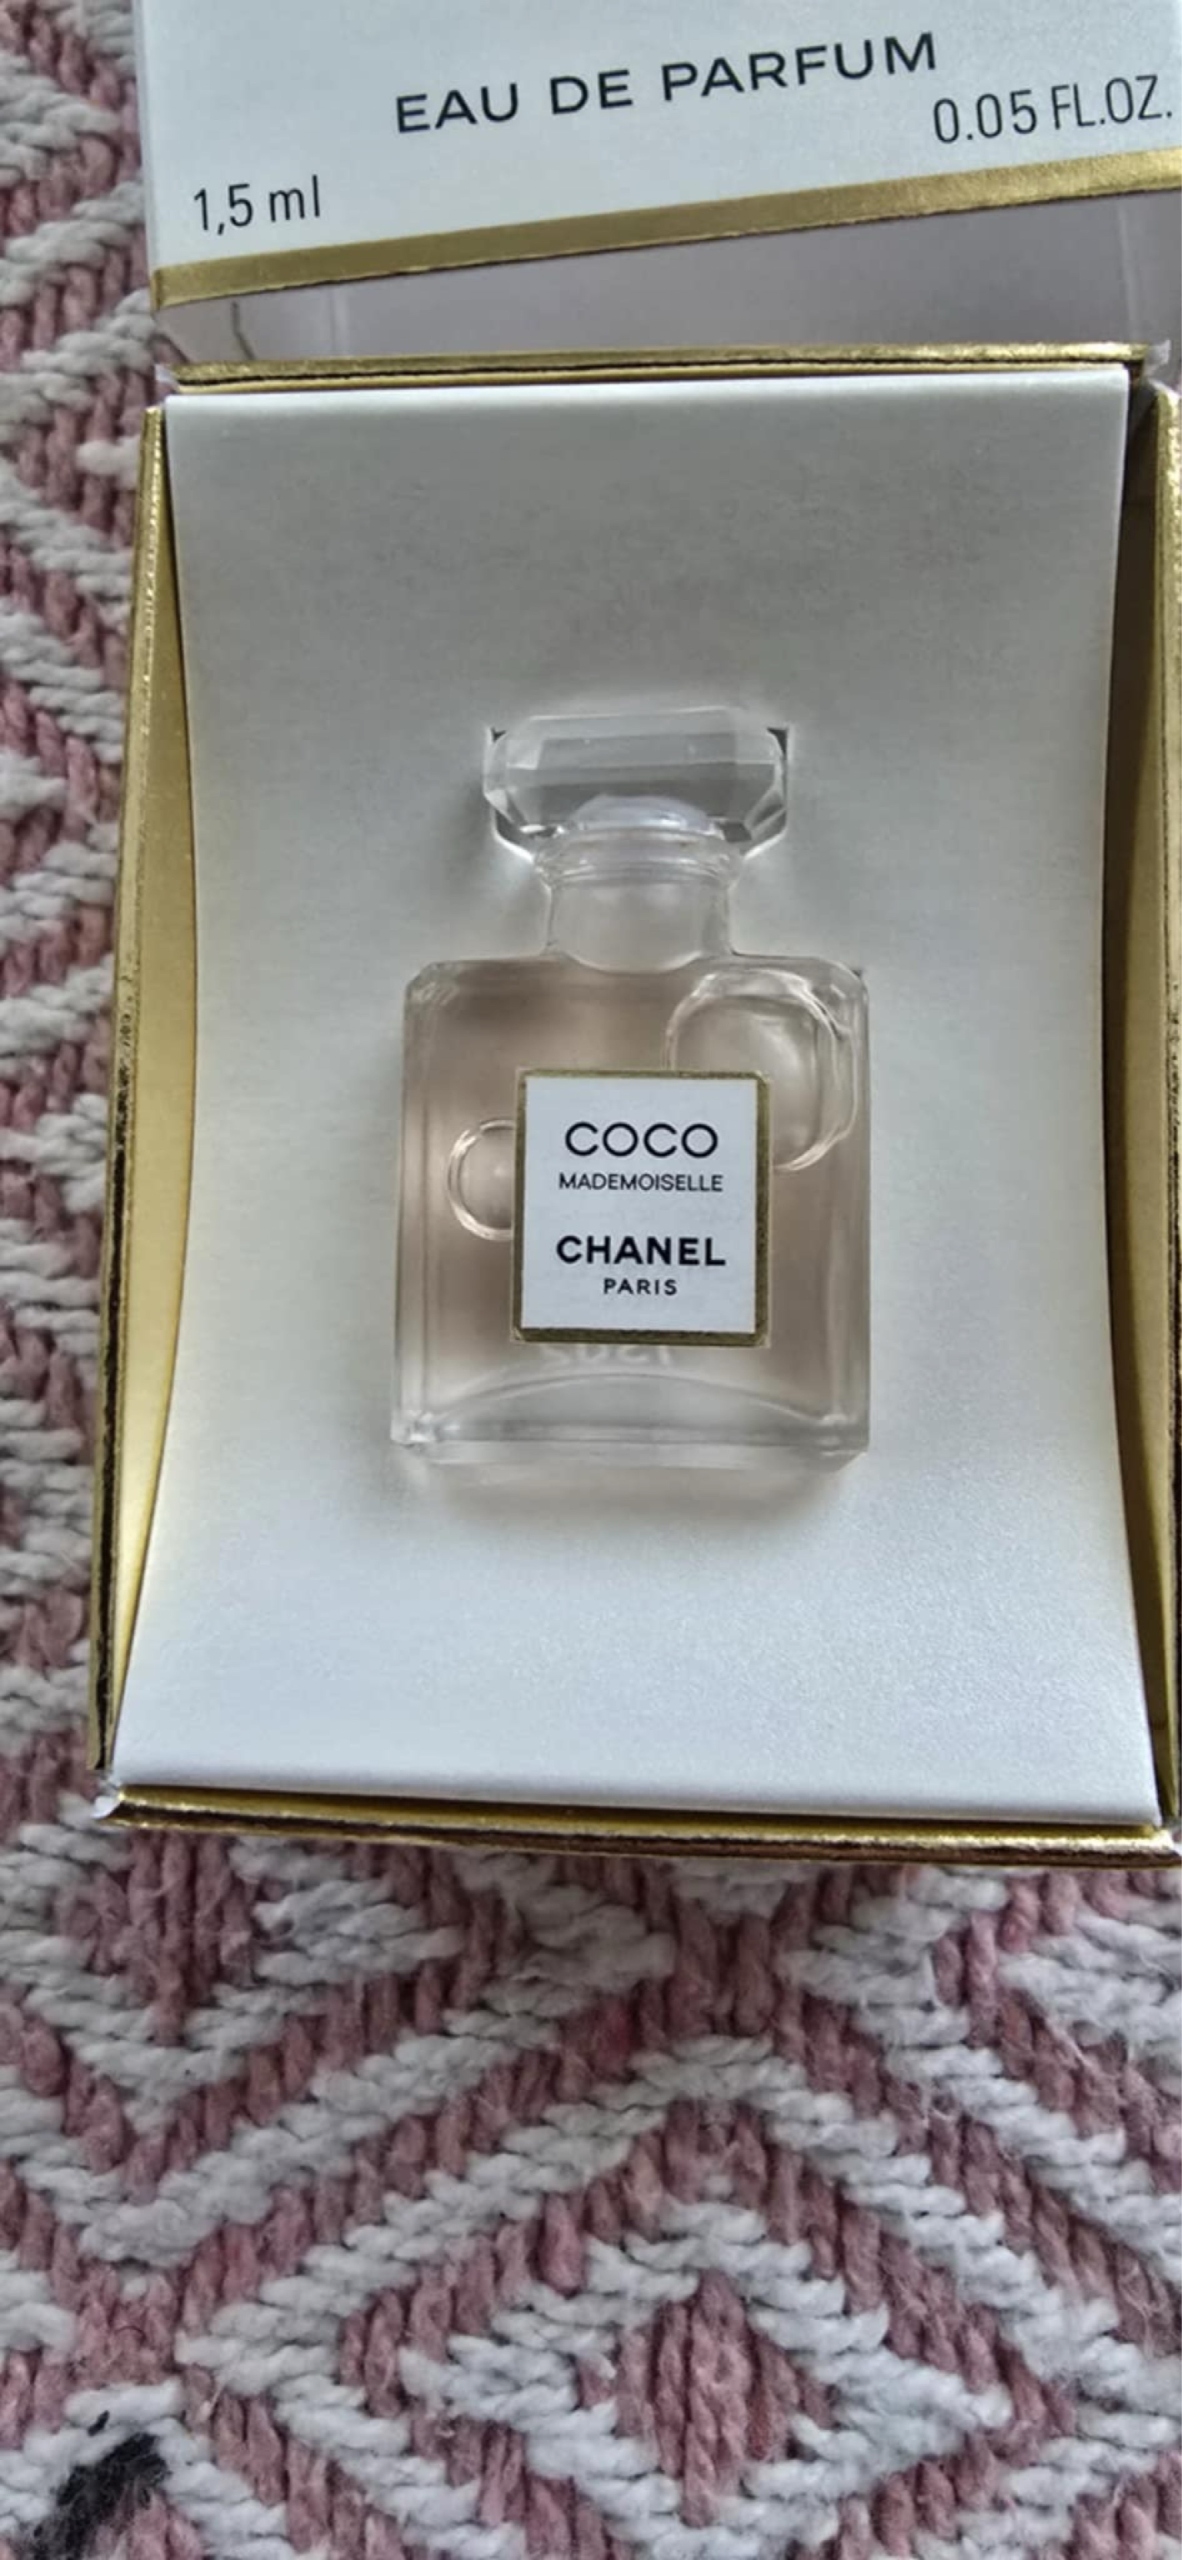 EAU DE PARFUM
1,5 ml 0.05 FL.OZ.
COCO
MADEMOISELLE
CHANEL
PARIS